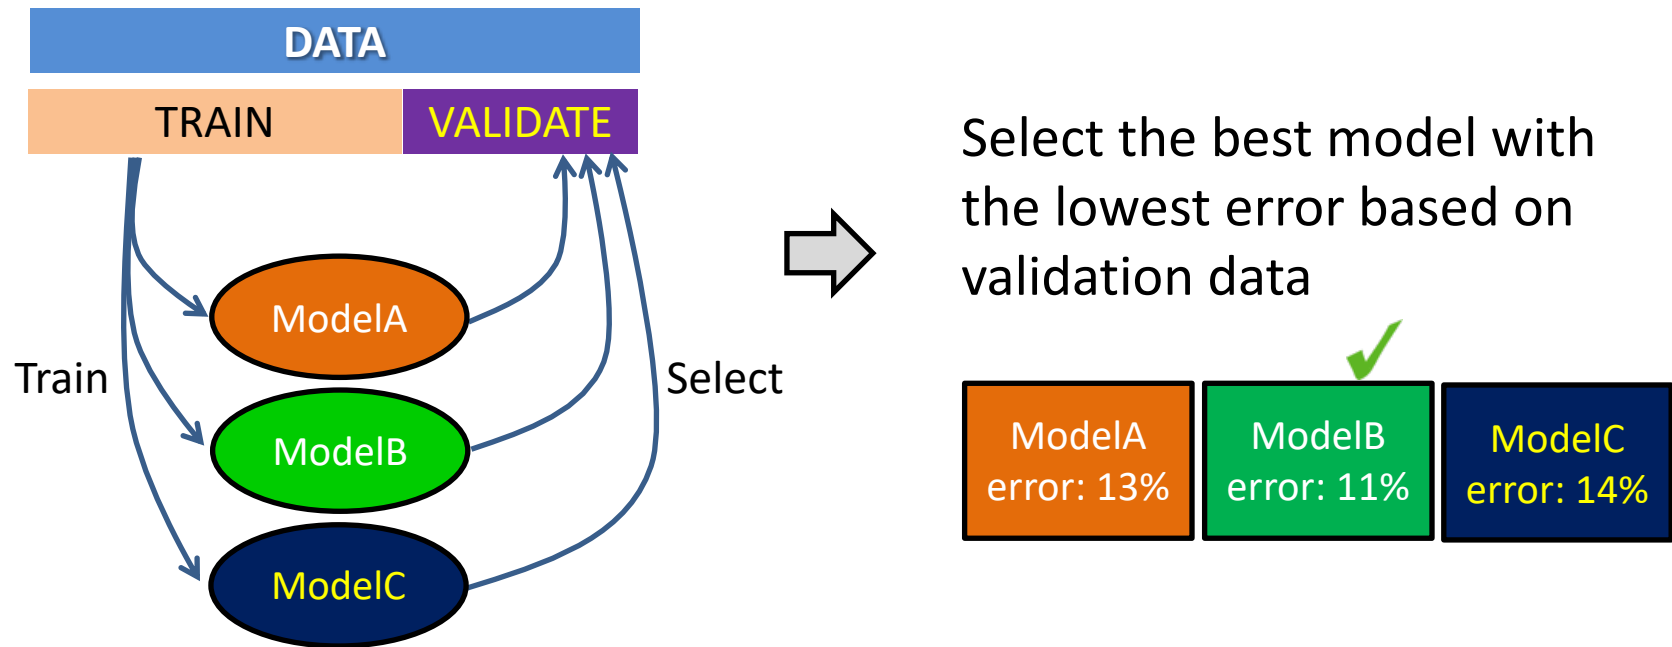 DATA
TRAIN
VALIDATE
ModelA
Train
Select
ModelB
ModelC
Select the best model with
the lowest error based on
validation data
ModelA
error: 13%
ModelB
error: 11%
ModelC
error: 14%